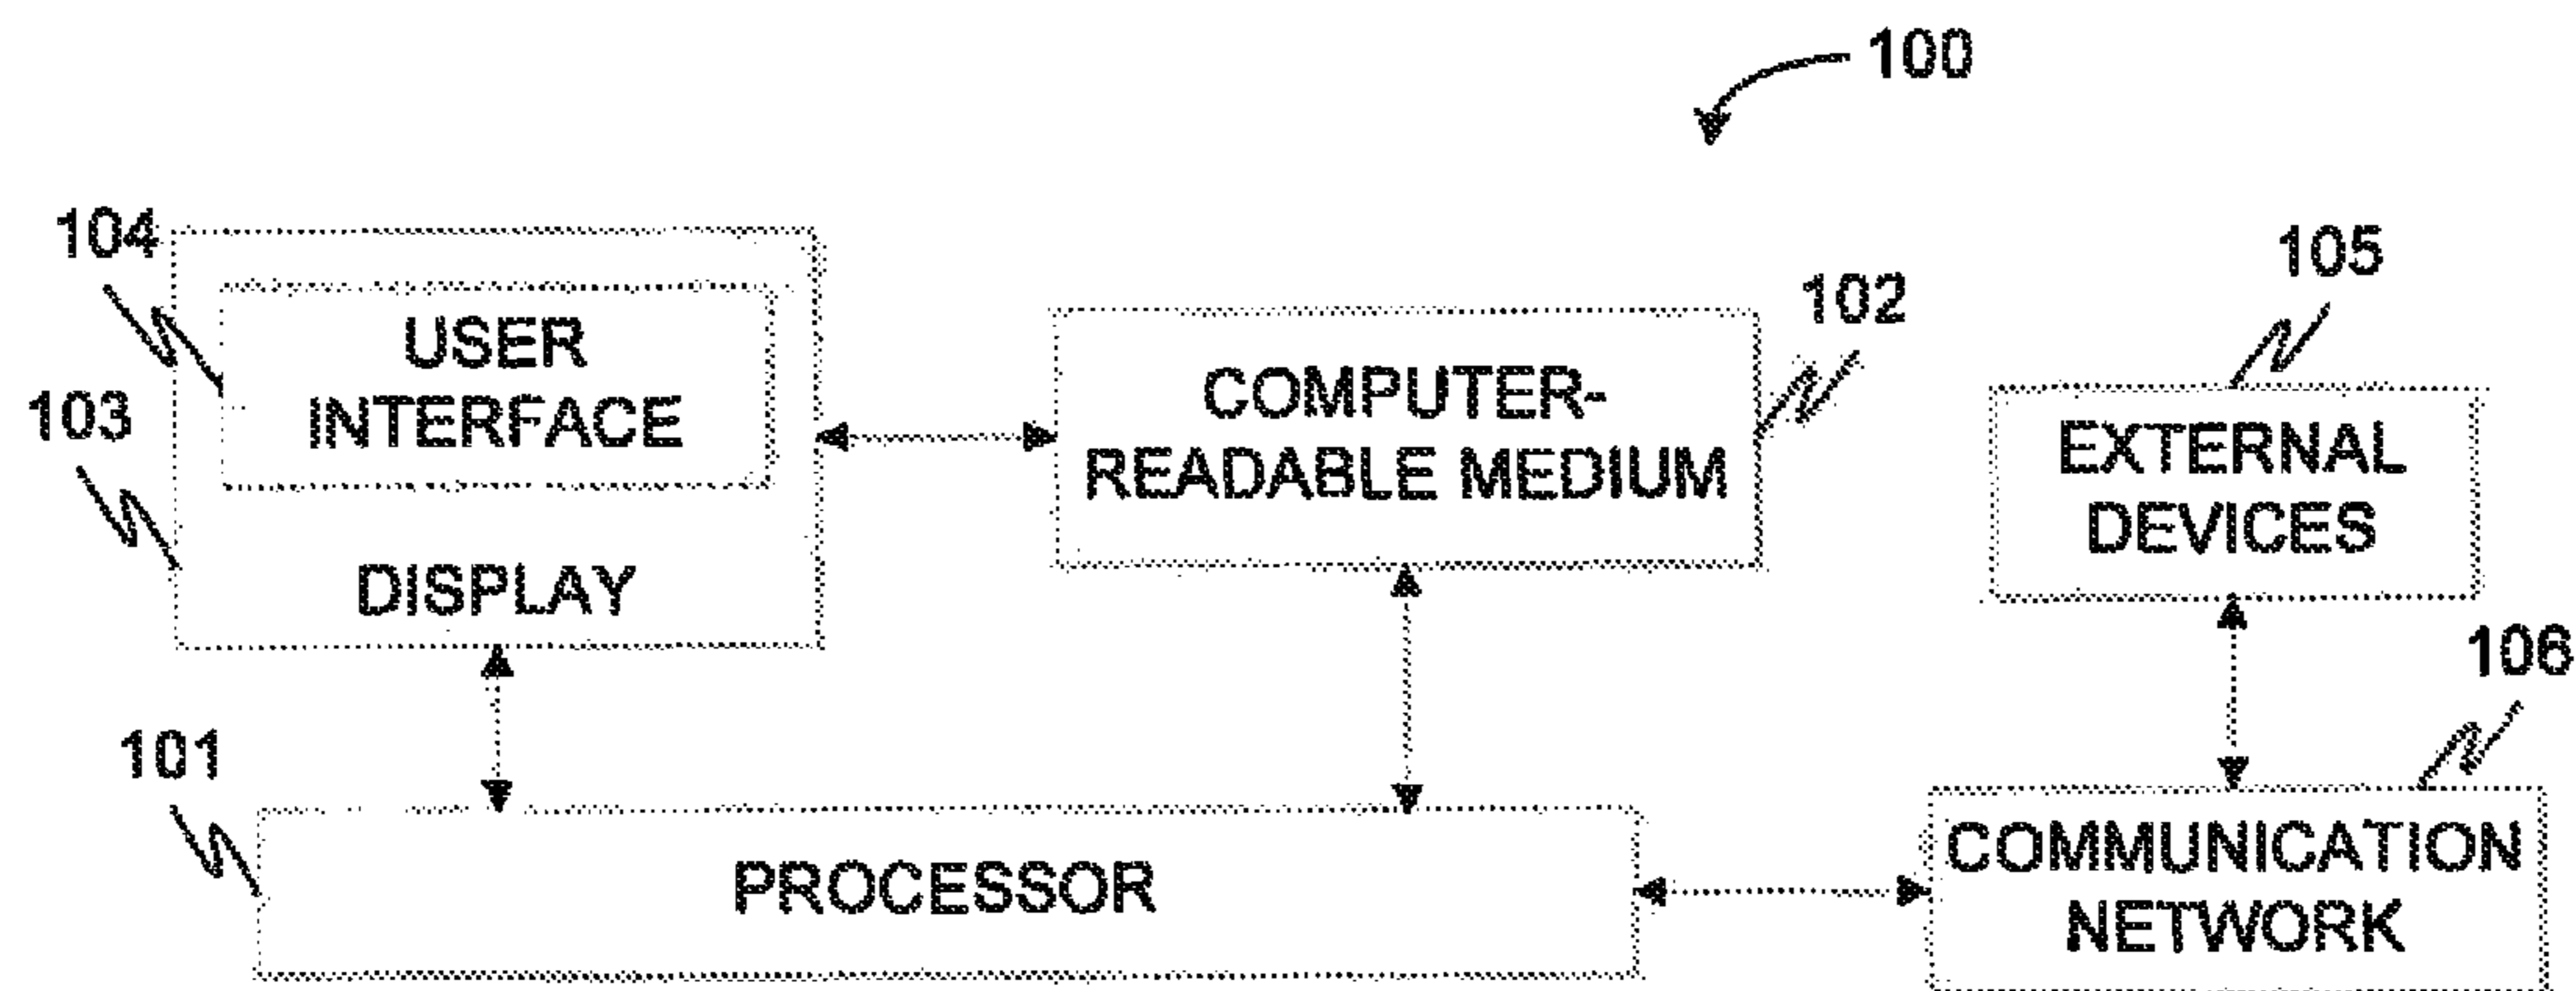 100
104
USER
INTERFACE
103
DISPLAY
102
COMPUTER-
READABLE MEDIUM
105
EXTERNAL
DEVICES
101
PROCESSOR
106
COMMUNICATION
NETWORK